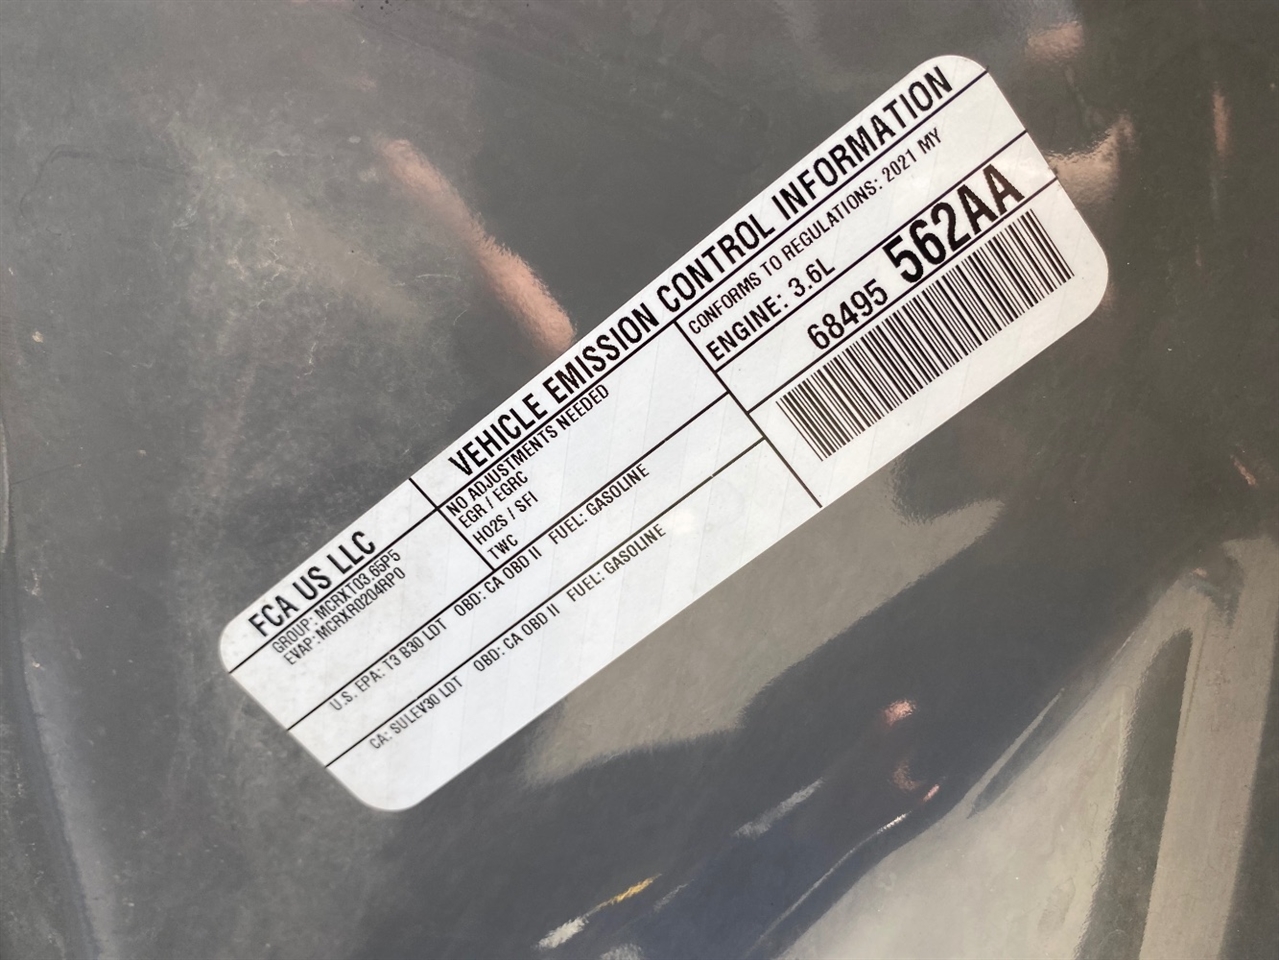 FCA US LLC
VEHICLE EMISSION CONTROL INFORMATION
GROUP: MCRXT03.65P5
EVAP: MCRXR0204RP0
NO ADJUSTMENTS NEEDED
EGR / EGRC
HO2S / SFI
TWC
CONFORMS TO REGULATIONS: 2021 MY
ENGINE: 3.6L
U.S. EPA: T3 B30 LDT OBD: CA OBD II FUEL: GASOLINE
CA: SULEV30 LDT OBD: CA OBD II FUEL: GASOLINE
68495 562AA